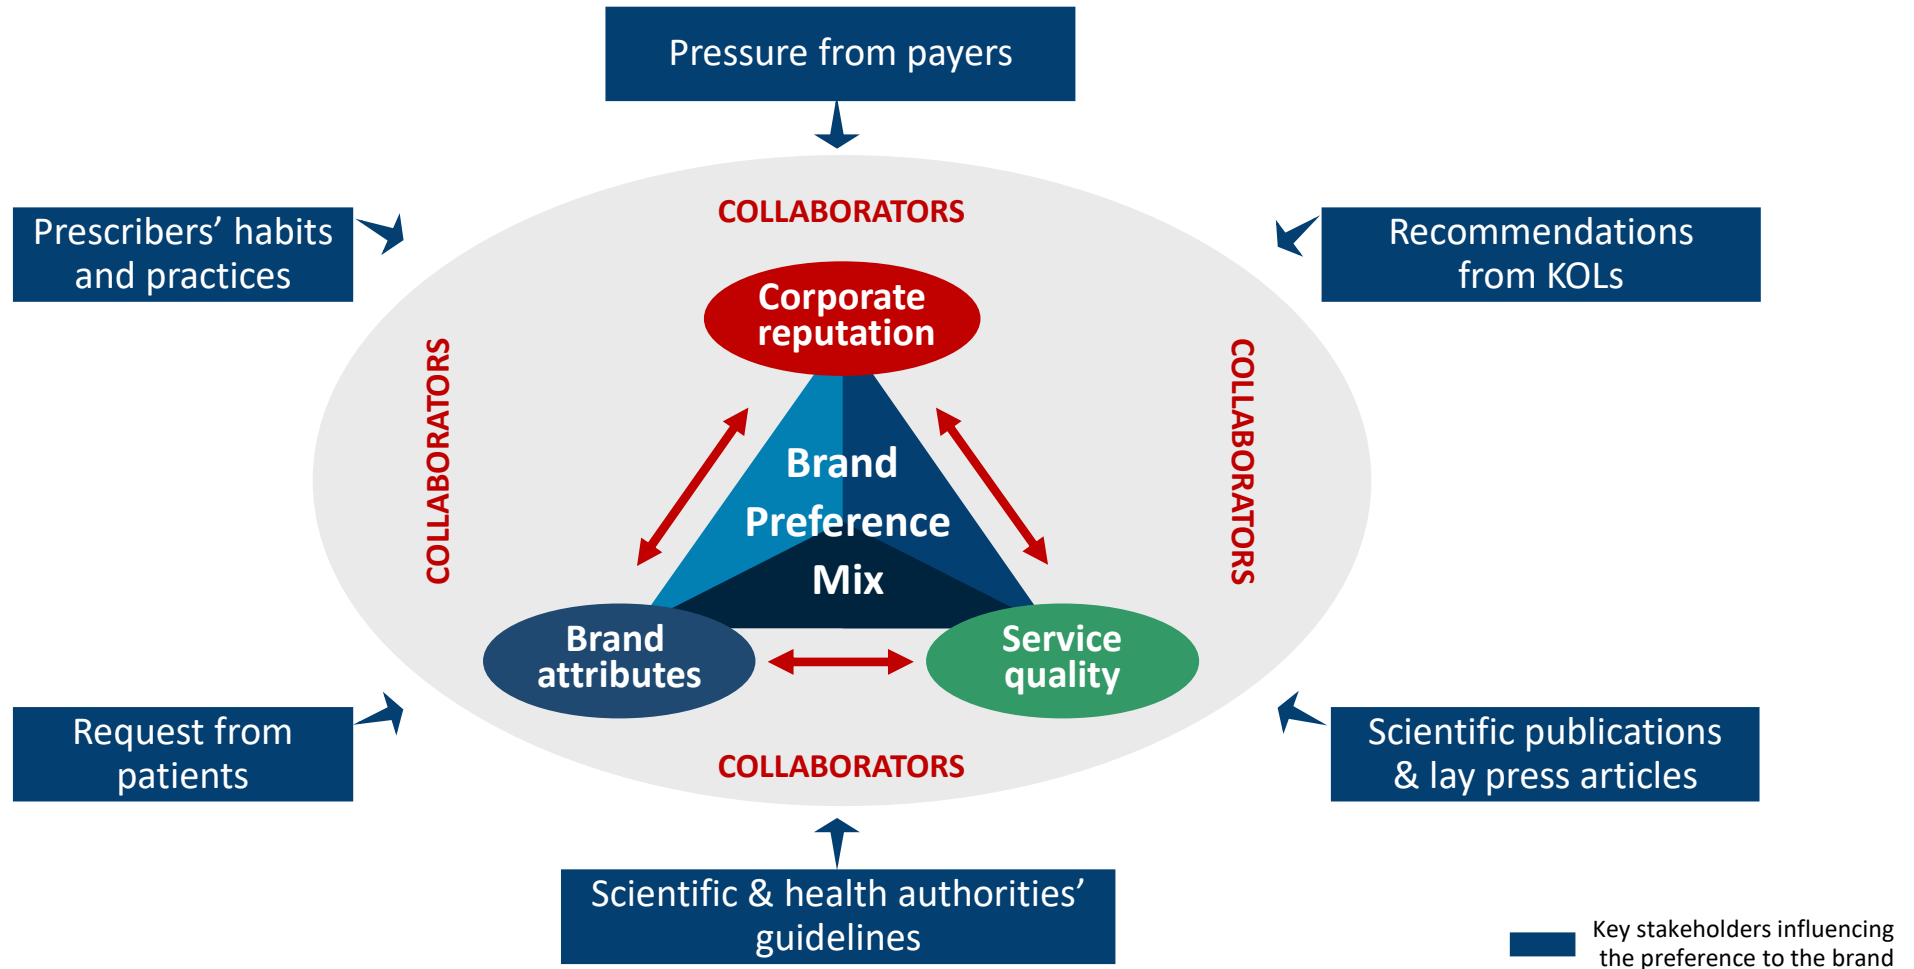 Pressure from payers
COLLABORATORS
Prescribers’ habits
and practices
Recommendations
from KOLs
Corporate
reputation
COLLABORATORS
COLLABORATORS
Brand
Preference
Mix
Brand
attributes
Service
quality
Request from
patients
Scientific publications
& lay press articles
COLLABORATORS
Scientific & health authorities’
guidelines
Key stakeholders influencing
the preference to the brand